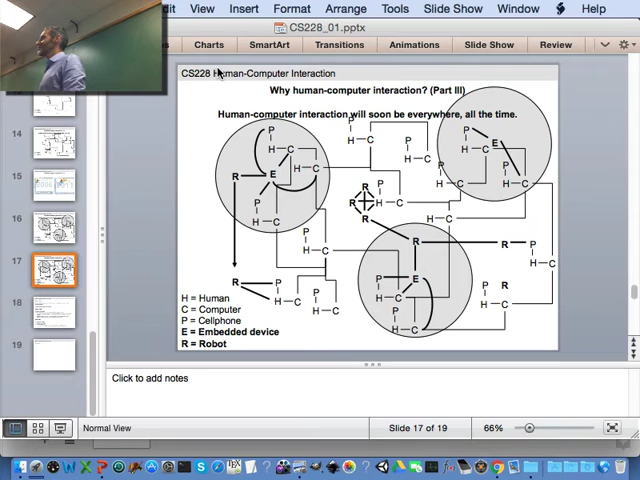 View Insert Format Arrange Tools Slide Show Window Help
CS228_01.pptx
Charts SmartArt Transitions Animations Slide Show Review
CS228 Human-Computer Interaction
Why human-computer interaction? (Part III)
Human-computer interaction will soon be everywhere, all the time.
P P P
H C H C P H C E
R E H C H C P H C P H C
P H C R R R R P H C H C
P H C R R P
P E H C
R P H C P H C H C P R H C
P H C
H = Human
C = Computer
P = Cellphone
E = Embedded device
R = Robot
14
15
16
17
18
19
Click to add notes
Normal View Slide 17 of 19 66%